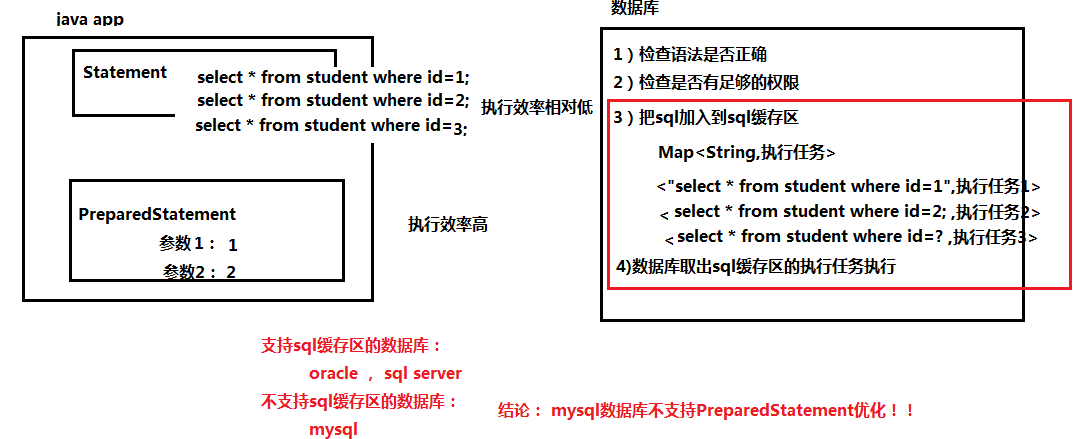 java app
Statement
select * from student where id=1;
select * from student where id=2;
select * from student where id=3;
执行效率相对低
PreparedStatement
参数1： 1
参数2： 2
执行效率高
数据库
1）检查语法是否正确
2）检查是否有足够的权限
3）把sql加入到sql缓存区
Map<String,执行任务>
<"select * from student where id=1",执行任务1>
< select * from student where id=2; ,执行任务2>
< select * from student where id=? ,执行任务3>
4)数据库取出sql缓存区的执行任务执行
支持sql缓存区的数据库：
oracle ， sql server
不支持sql缓存区的数据库：
mysql
结论： mysql数据库不支持PreparedStatement优化！！